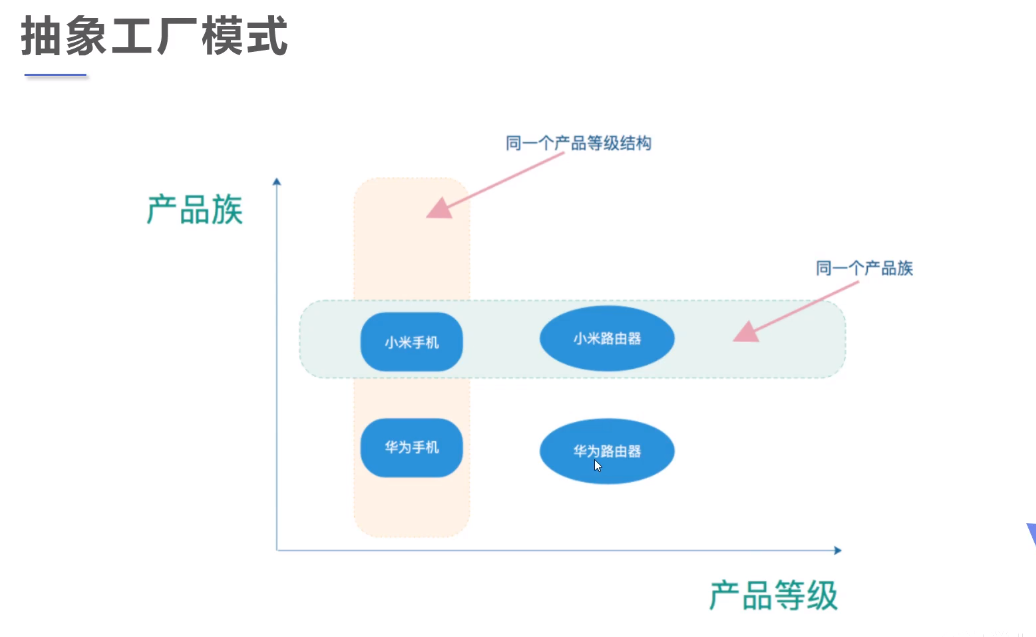 抽象工厂模式
同一个产品等级结构
产品族
同一个产品族
小米手机
小米路由器
华为手机
华为路由器
产品等级